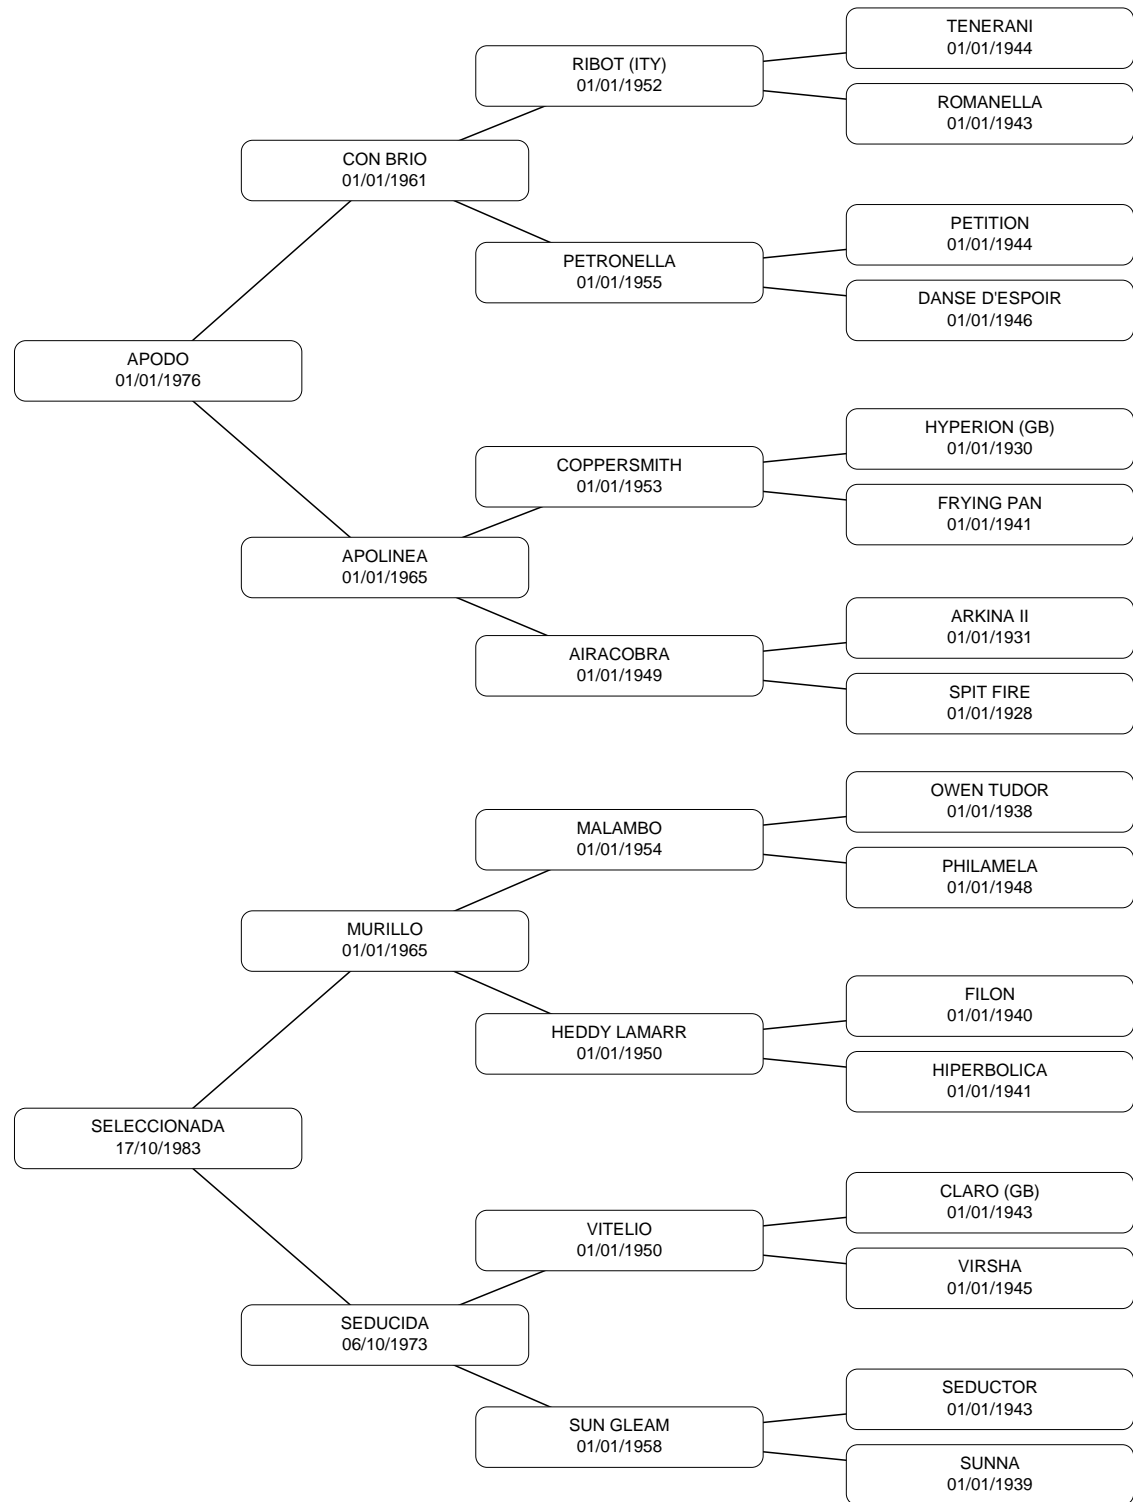 TENERANI
01/01/1944
RIBOT (ITY)
01/01/1952
ROMANELLA
01/01/1943
CON BRIO
01/01/1961
PETITION
01/01/1944
PETRONELLA
01/01/1955
DANSE D'ESPOIR
01/01/1946
APODO
01/01/1976
HYPERION (GB)
01/01/1930
COPPERSMITH
01/01/1953
FRYING PAN
01/01/1941
APOLINEA
01/01/1965
ARKINA II
01/01/1931
AIRACOBRA
01/01/1949
SPIT FIRE
01/01/1928
OWEN TUDOR
01/01/1938
MALAMBO
01/01/1954
PHILAMELA
01/01/1948
MURILLO
01/01/1965
FILON
01/01/1940
HEDDY LAMARR
01/01/1950
HIPERBOLICA
01/01/1941
SELECCIONADA
17/10/1983
CLARO (GB)
01/01/1943
VITELIO
01/01/1950
VIRSHA
01/01/1945
SEDUCIDA
06/10/1973
SEDUCTOR
01/01/1943
SUN GLEAM
01/01/1958
SUNNA
01/01/1939